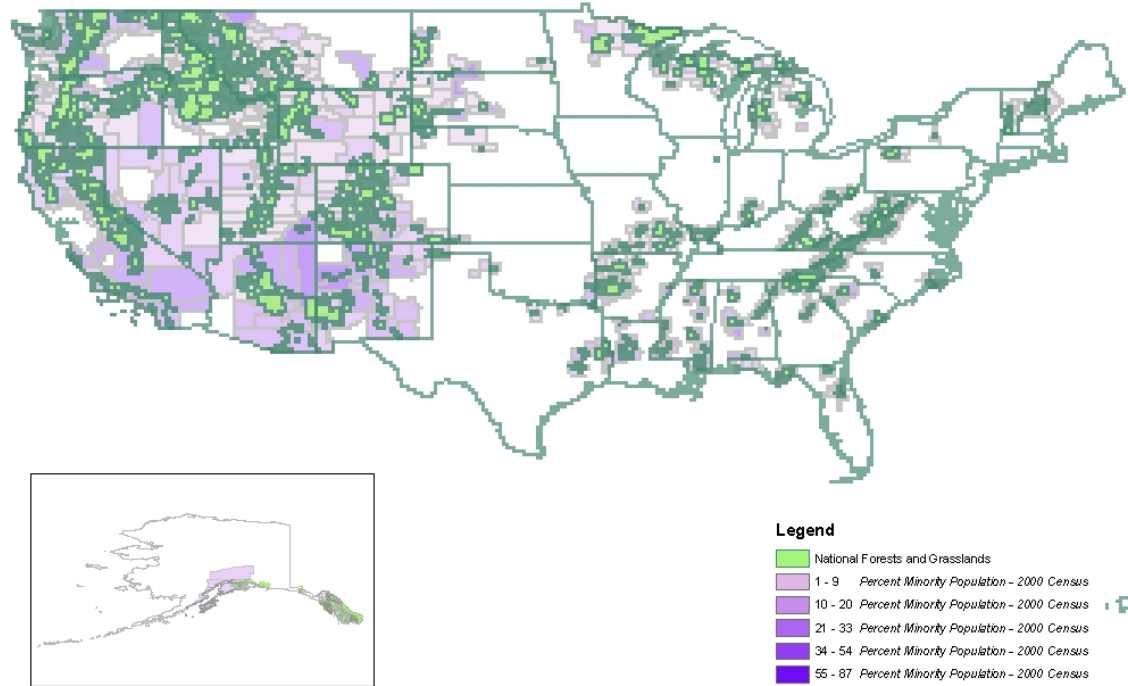 Legend
National Forests and Grasslands
1 - 9 Percent Minority Population - 2000 Census
10 - 20 Percent Minority Population - 2000 Census
21 - 33 Percent Minority Population - 2000 Census
34 - 54 Percent Minority Population - 2000 Census
55 - 87 Percent Minority Population - 2000 Census